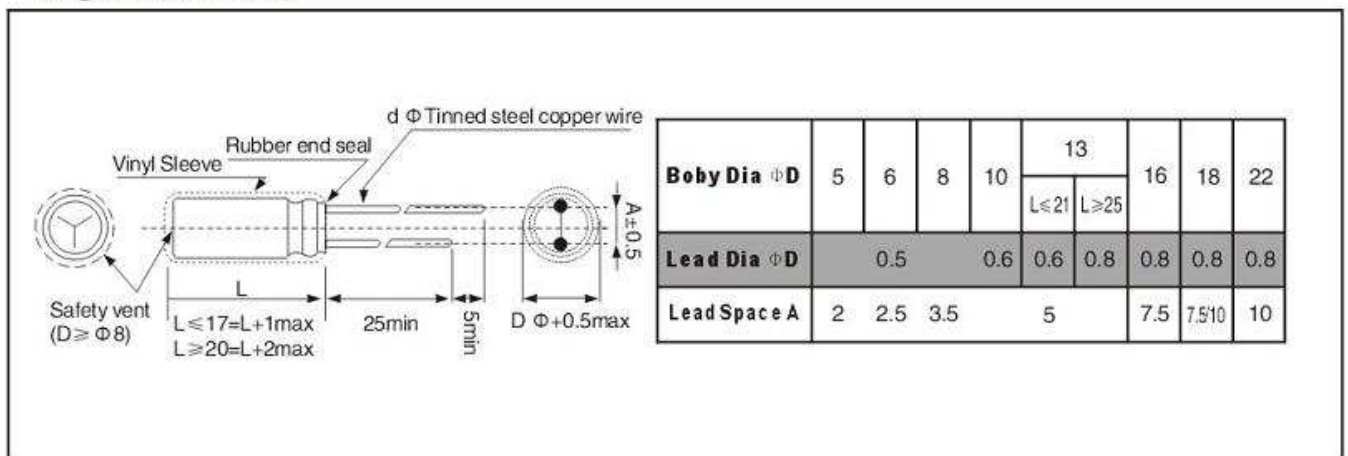 d Φ Tinned steel copper wire
Rubber end seal
Vinyl Sleeve
A±0.5
L
Safety vent
(D≥Φ8)
L≤17=L+1max
L≥20=L+2max
25min
5min
D Φ+0.5max
Boby Dia ΦD 5 6 8 10 13 16 18 22
L≤21 L≥25
Lead Dia ΦD 0.5 0.6 0.6 0.8 0.8 0.8 0.8
Lead Space A 2 2.5 3.5 5 7.5 7.5/10 10